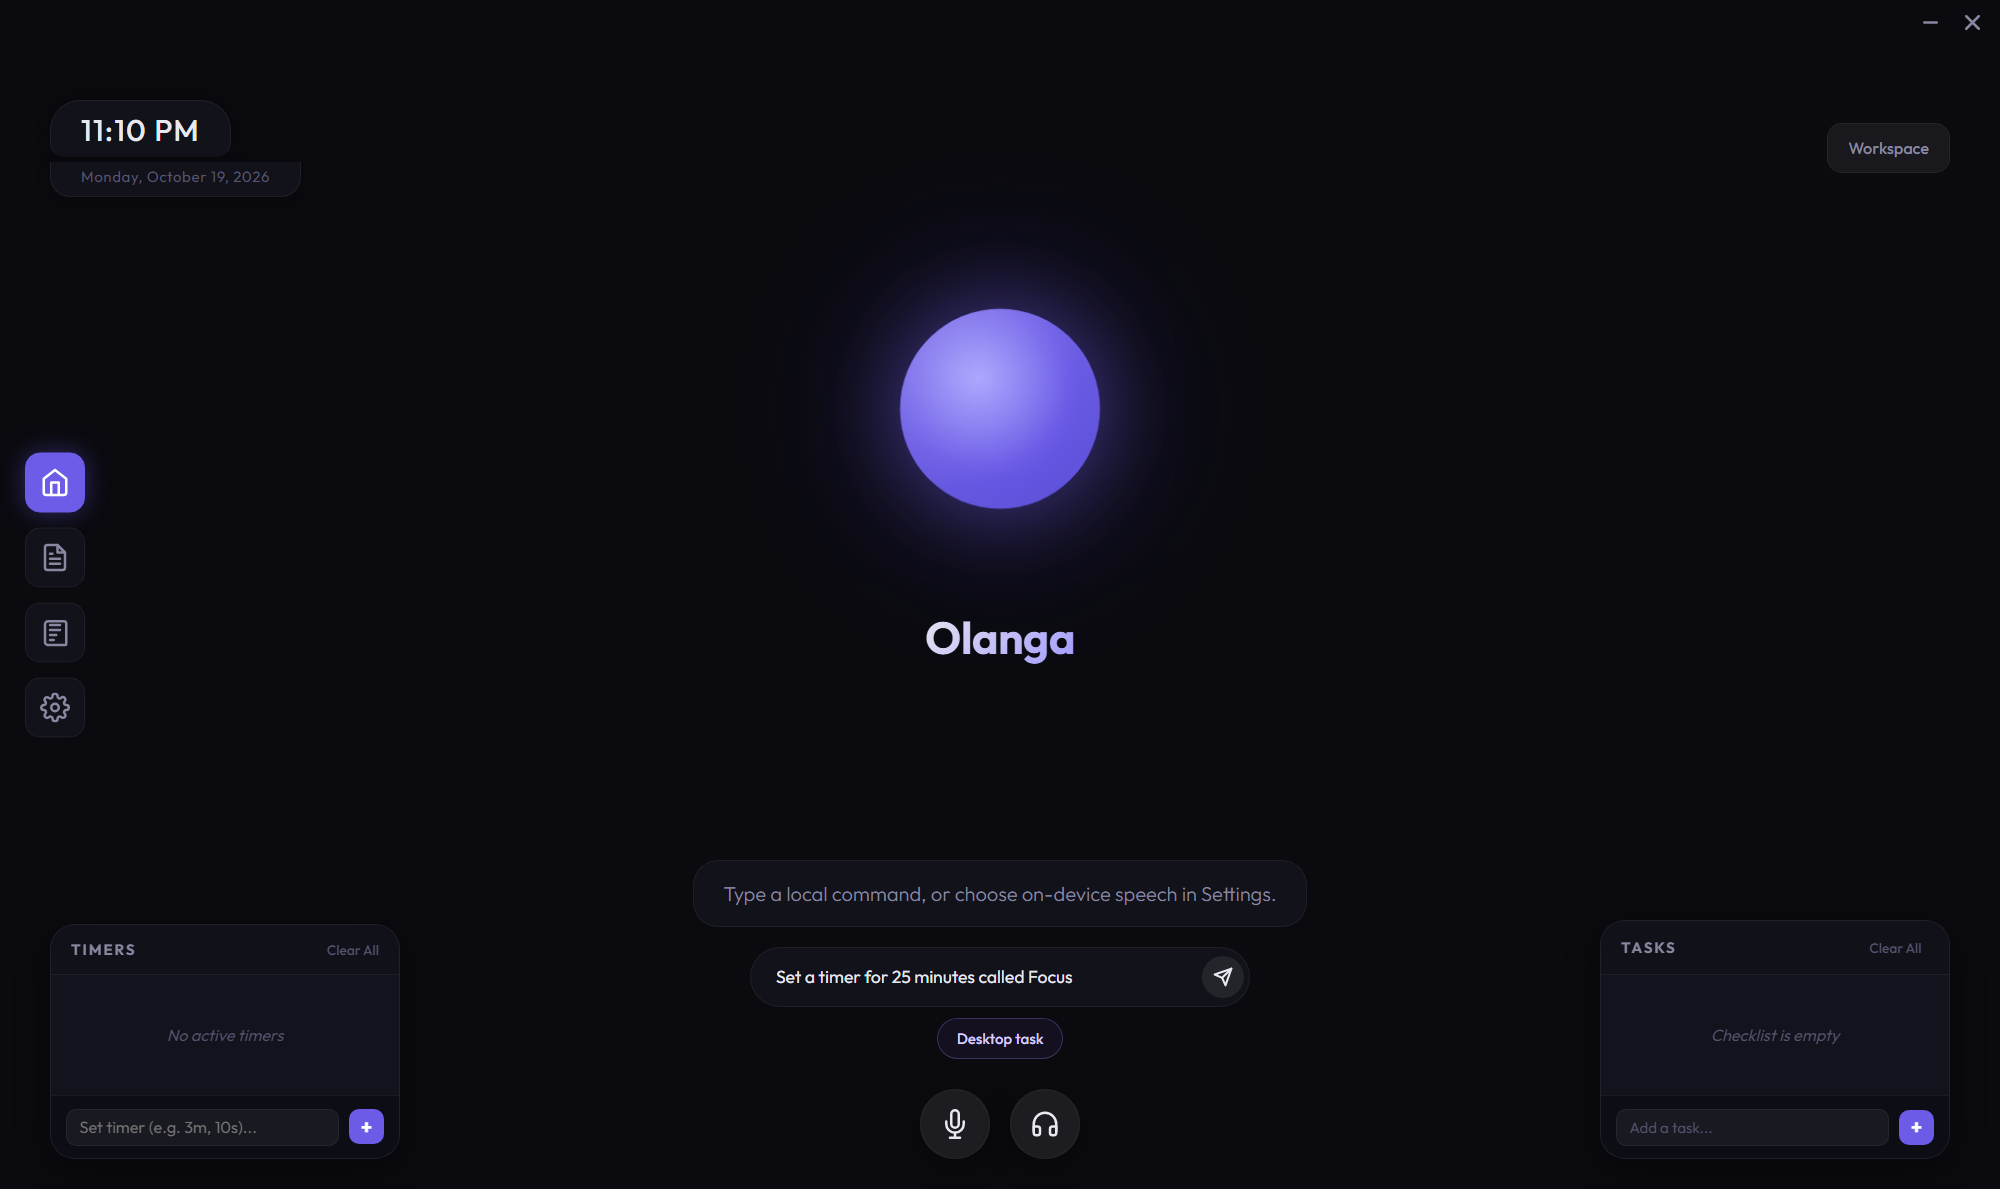 11:10 PM
Monday, October 19, 2026
Workspace
Olanga
Type a local command, or choose on-device speech in Settings.
Set a timer for 25 minutes called Focus
Desktop task
TIMERS
Clear All
No active timers
Set timer (e.g. 3m, 10s)...
+
TASKS
Clear All
Checklist is empty
Add a task...
+